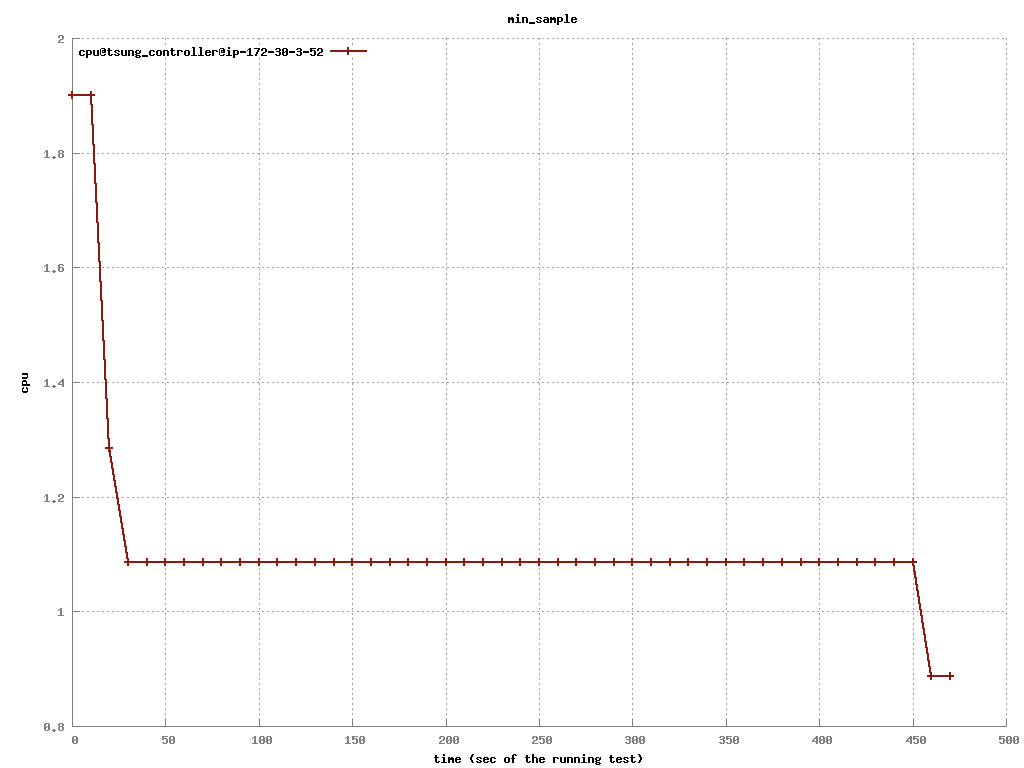 min_sample
2
cpu@tsung_controller@ip-172-30-3-52
1.8
1.6
1.4
cpu
1.2
1
0.8
0 50 100 150 200 250 300 350 400 450 500
time (sec of the running test)